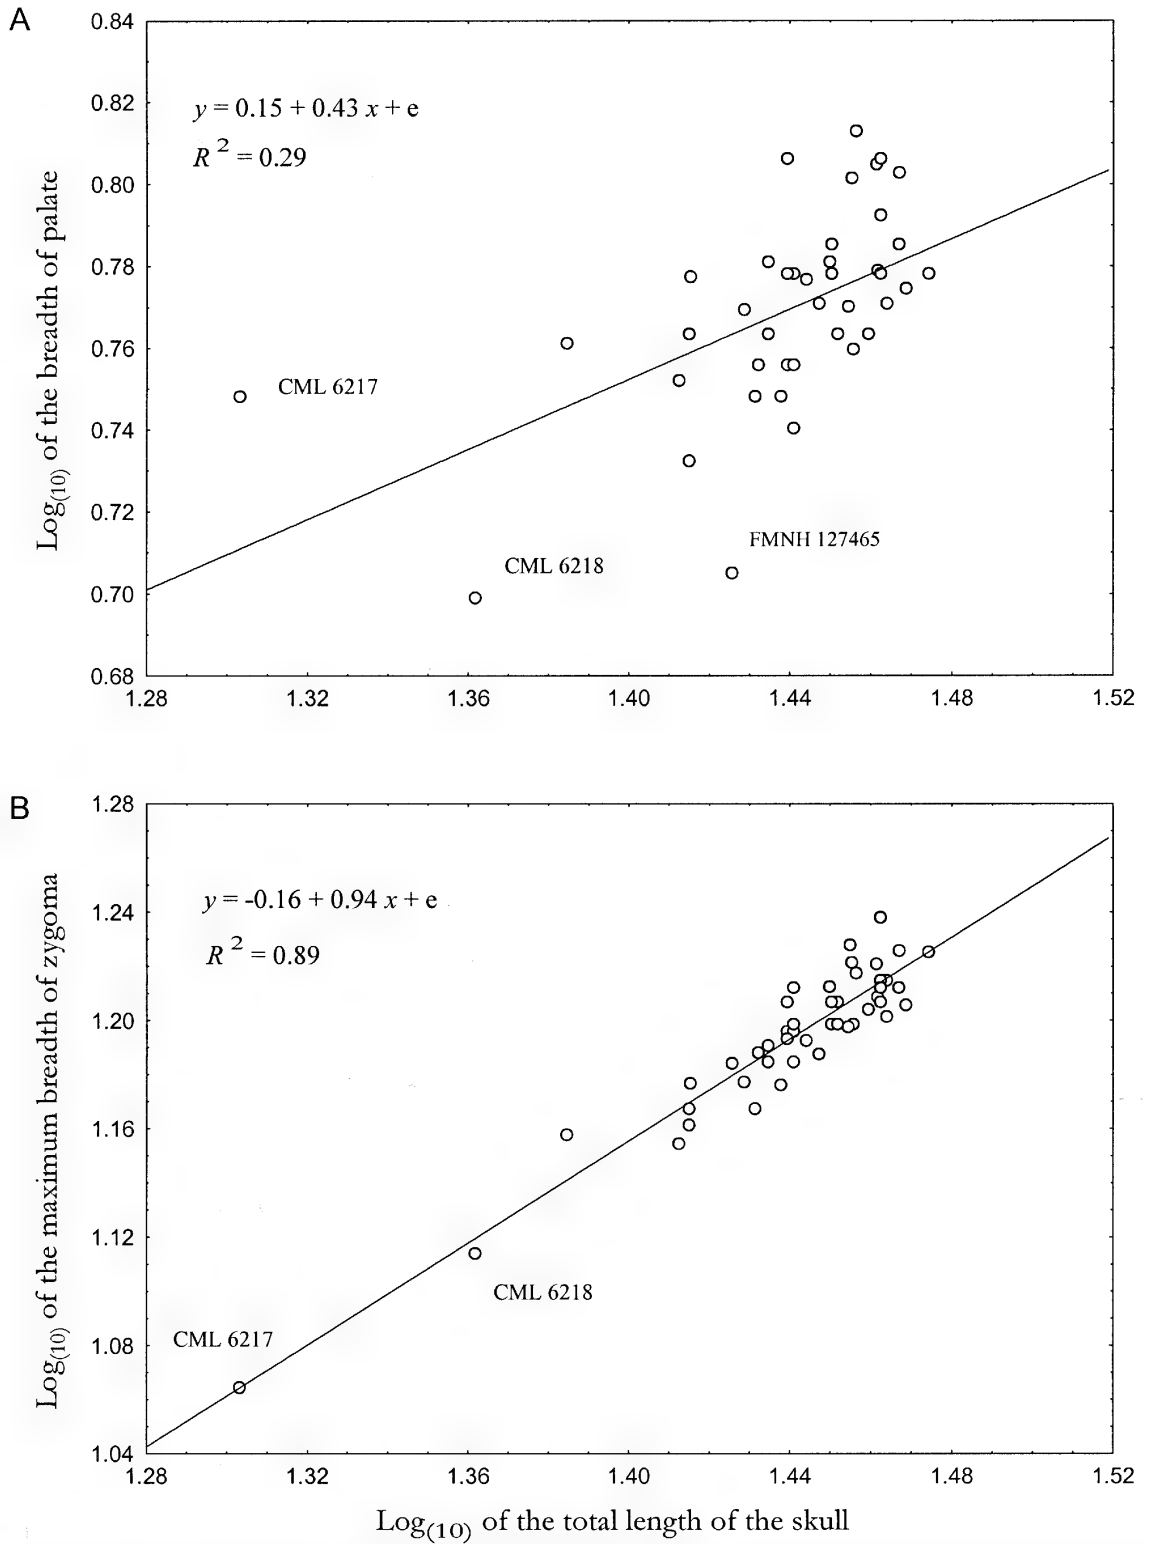 A
0.84
0.82
0.80
0.78
0.76
0.74
0.72
0.70
0.68
Log(10) of the breadth of palate
y = 0.15 + 0.43 x + e
R 2 = 0.29
CML 6217
CML 6218
FMNH 127465
1.28 1.32 1.36 1.40 1.44 1.48 1.52
B
1.28
1.24
1.20
1.16
1.12
1.08
1.04
Log(10) of the maximum breadth of zygoma
y = -0.16 + 0.94 x + e
R 2 = 0.89
CML 6218
CML 6217
1.28 1.32 1.36 1.40 1.44 1.48 1.52
Log(10) of the total length of the skull